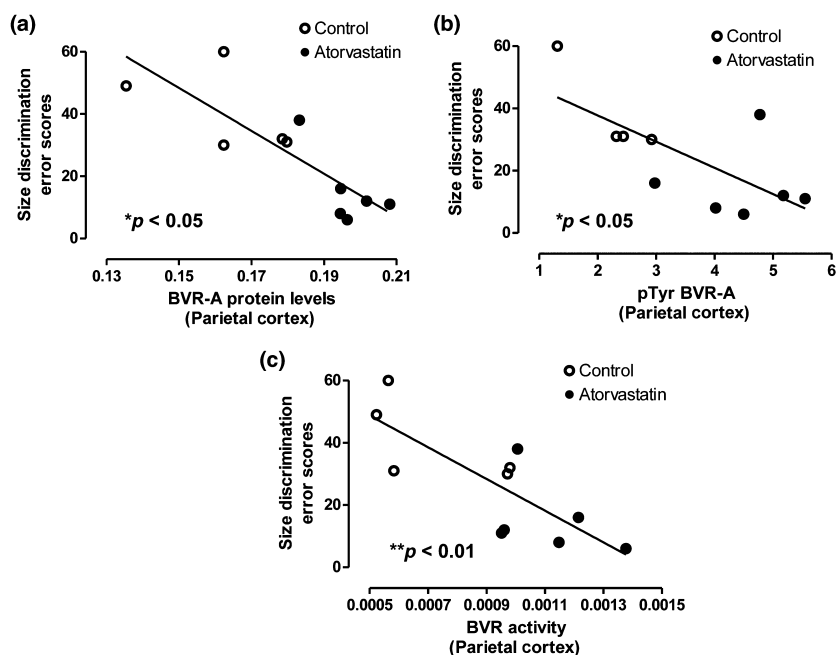 (a)
Control
Atorvastatin
Size discrimination
error scores
60
40
20
0
*p < 0.05
0.13 0.15 0.17 0.19 0.21
BVR-A protein levels
(Parietal cortex)
(b)
Control
Atorvastatin
Size discrimination
error scores
60
40
20
0
*p < 0.05
1 2 3 4 5 6
pTyr BVR-A
(Parietal cortex)
(c)
Control
Atorvastatin
Size discrimination
error scores
60
40
20
0
**p < 0.01
0.0005 0.0007 0.0009 0.0011 0.0013 0.0015
BVR activity
(Parietal cortex)